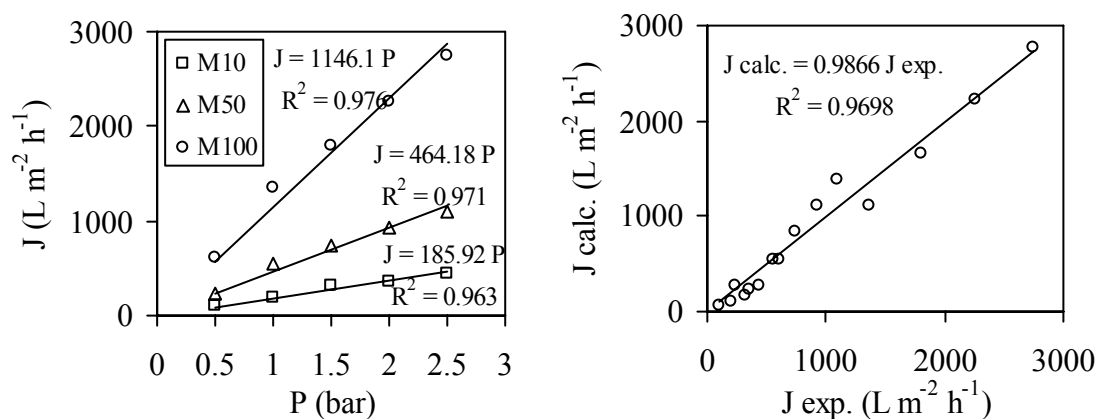 3000
2000
1000
0
J (L m⁻² h⁻¹)
M10
M50
M100
J = 1146.1 P
R² = 0.976
J = 464.18 P
R² = 0.971
J = 185.92 P
R² = 0.963
0 0.5 1 1.5 2 2.5 3
P (bar)
3000
2000
1000
0
J calc. (L m⁻² h⁻¹)
J calc. = 0.9866 J exp.
R² = 0.9698
0 1000 2000 3000
J exp. (L m⁻² h⁻¹)